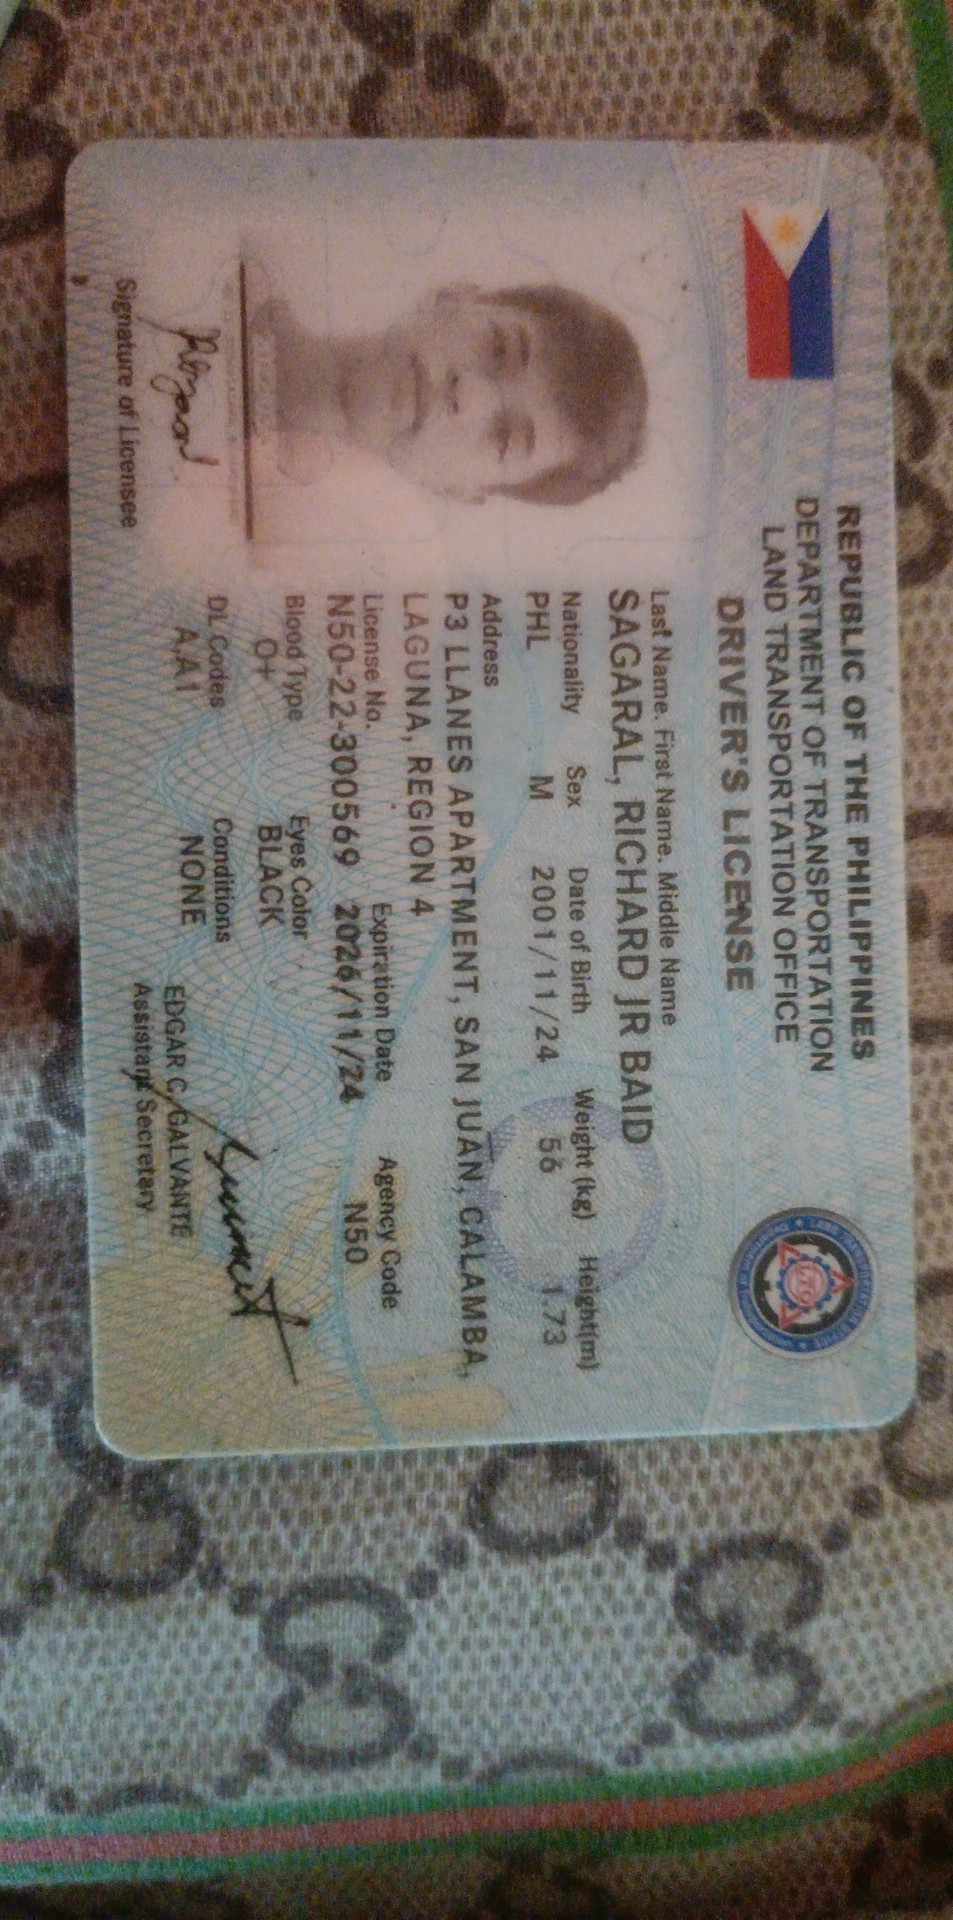 REPUBLIC OF THE PHILIPPINES
DEPARTMENT OF TRANSPORTATION
LAND TRANSPORTATION OFFICE
DRIVER'S LICENSE
Last Name. First Name. Middle Name
SAGARAL, RICHARD JR BAID
Nationality Sex Date of Birth Weight (kg) Height(m)
PHL M 2001/11/24 56 1.73
Address
P3 LLANES APARTMENT, SAN JUAN, CALAMBA,
LAGUNA, REGION 4
License No. Expiration Date Agency Code
N50-22-300569 2026/11/24 N50
Blood Type Eyes Color
O+ BLACK
DL Codes Conditions
A,A1 NONE
EDGAR C. GALVANTE
Assistant Secretary
Signature of Licensee
LTO